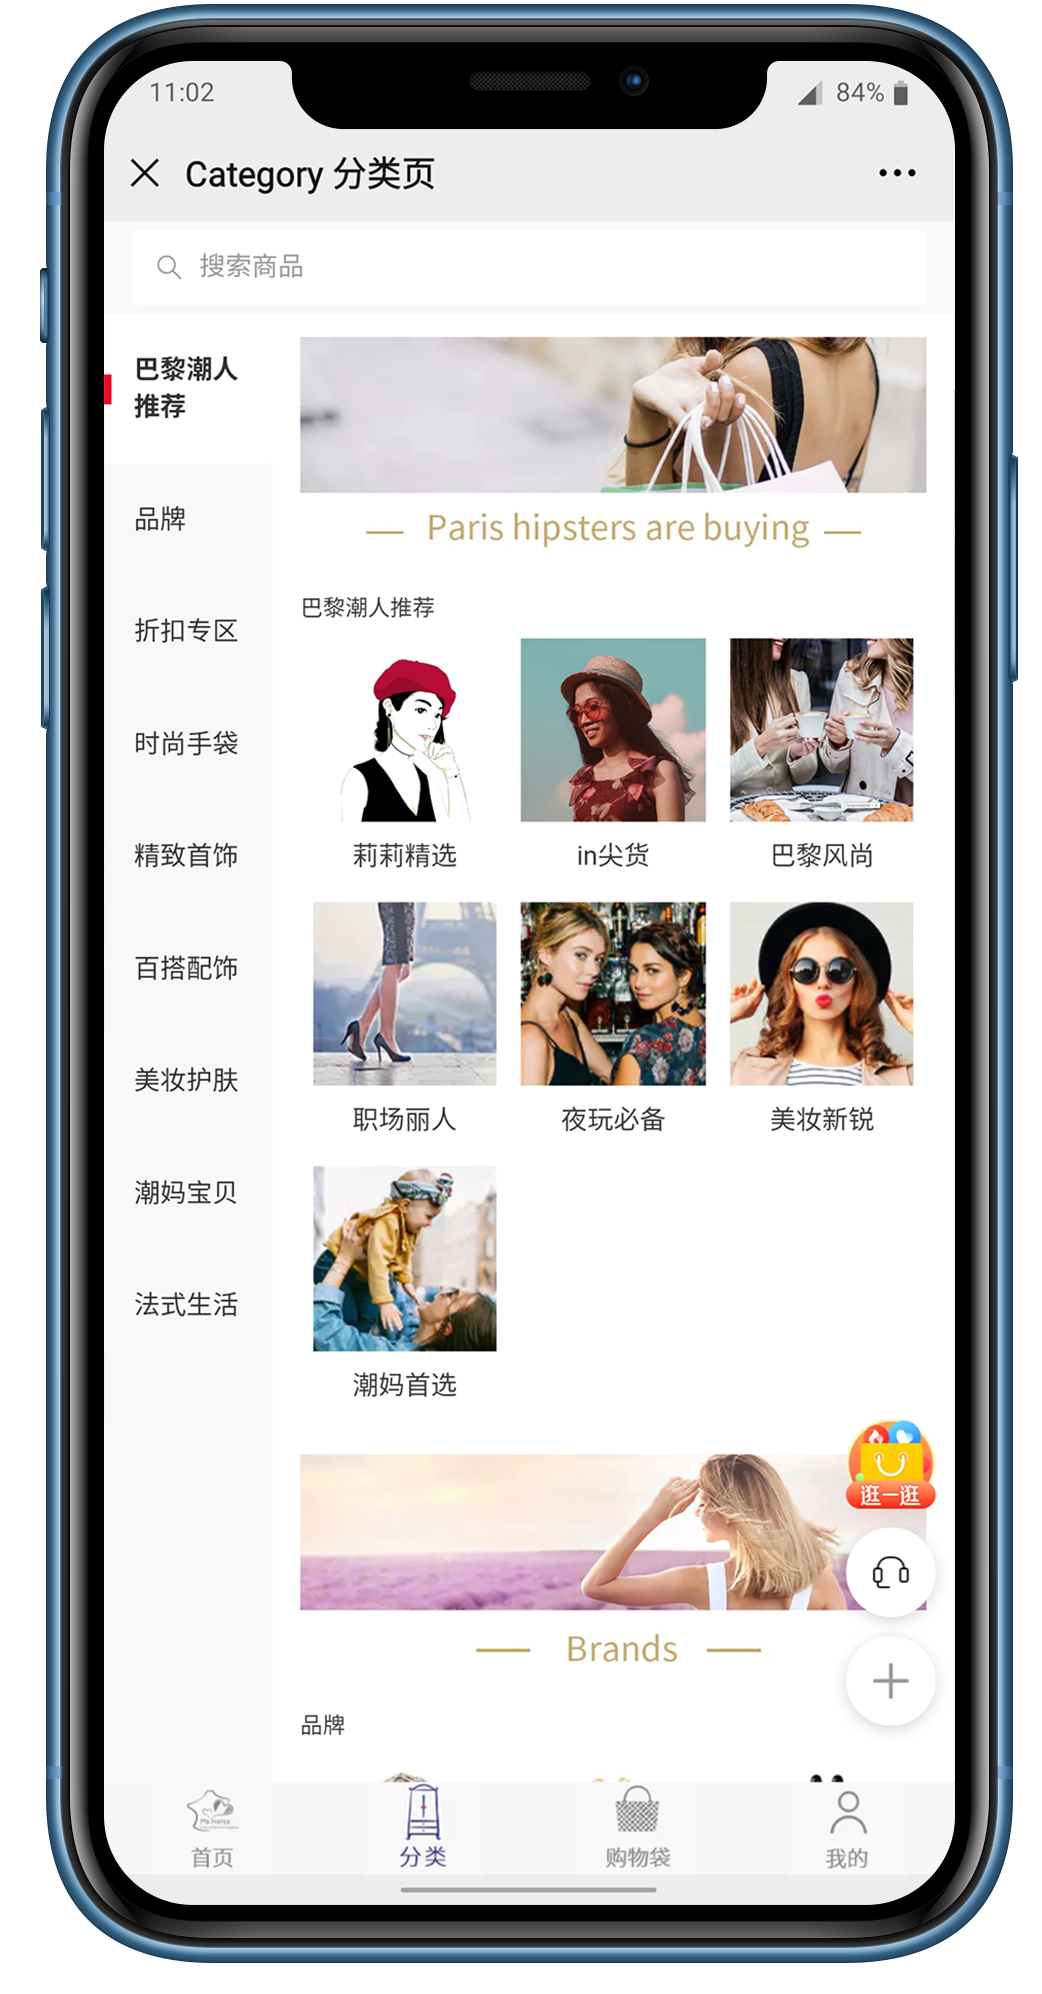 11:02
84%
Category 分类页
搜索商品
巴黎潮人
推荐
品牌
折扣专区
时尚手袋
精致首饰
百搭配饰
美妆护肤
潮妈宝贝
法式生活
Paris hipsters are buying
巴黎潮人推荐
莉莉精选
in尖货
巴黎风尚
职场丽人
夜玩必备
美妆新锐
潮妈首选
逛一逛
Brands
品牌
Ma France
首页
分类
购物袋
我的